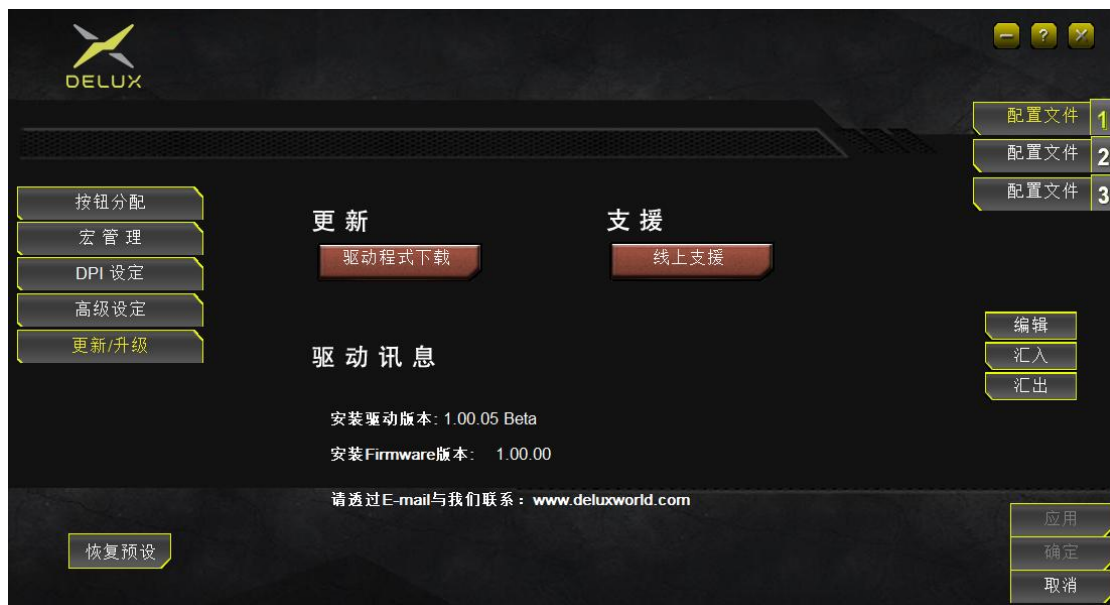 DELUX
配置文件 1
配置文件 2
配置文件 3
按钮分配
宏管理
DPI 设定
高级设定
更新/升级
更新
驱动程式下载
支援
线上支援
驱动讯息
安装驱动版本: 1.00.05 Beta
安装Firmware版本: 1.00.00
请透过E-mail与我们联系：www.deluxworld.com
编辑
汇入
汇出
恢复预设
应用
确定
取消